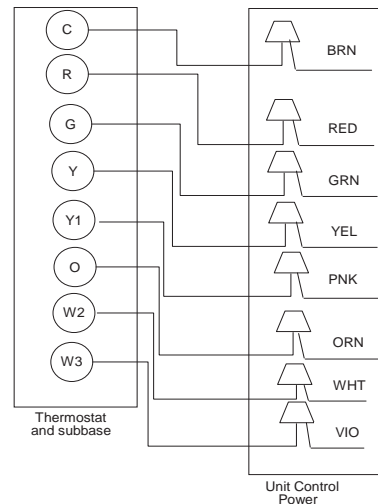 C
R
G
Y
Y1
O
W2
W3
Thermostat
and subbase
BRN
RED
GRN
YEL
PNK
ORN
WHT
VIO
Unit Control
Power